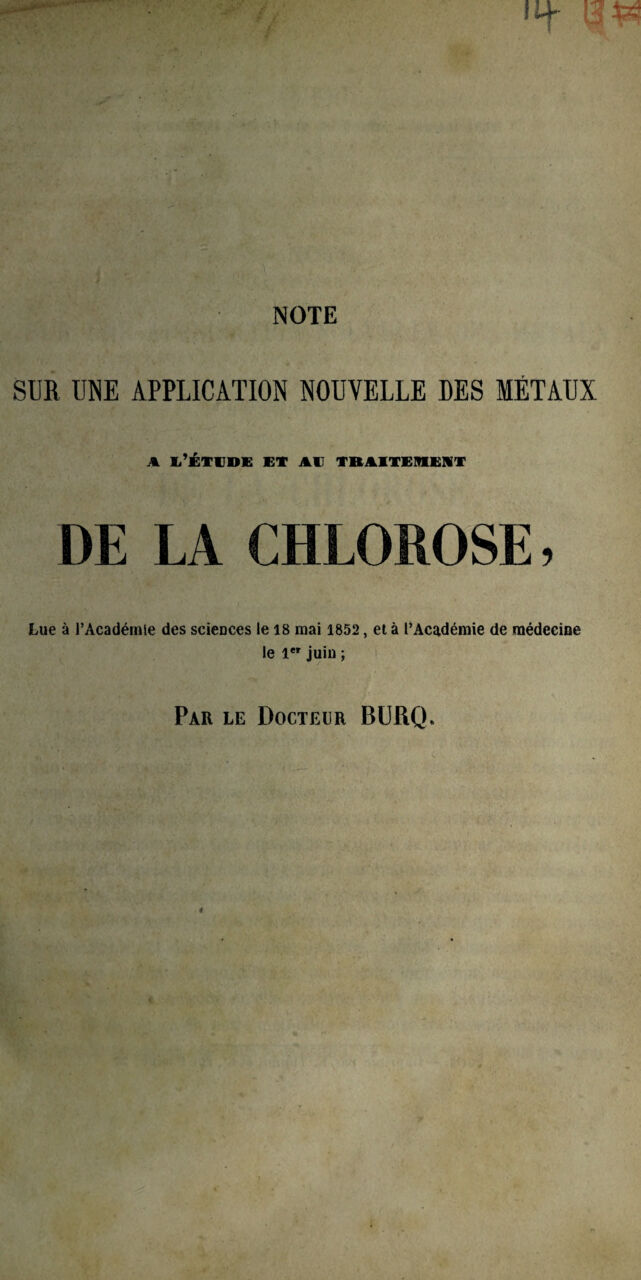 14
NOTE
SUR UNE APPLICATION NOUVELLE DES MÉTAUX
A L'ÉTUDE ET AU TRAITEMENT
DE LA CHLOROSE,
Lue à l'Académie des sciences le 18 mai 1852, et à l'Académie de médecine
le 1er juin ;
PAR LE DOCTEUR BURQ.